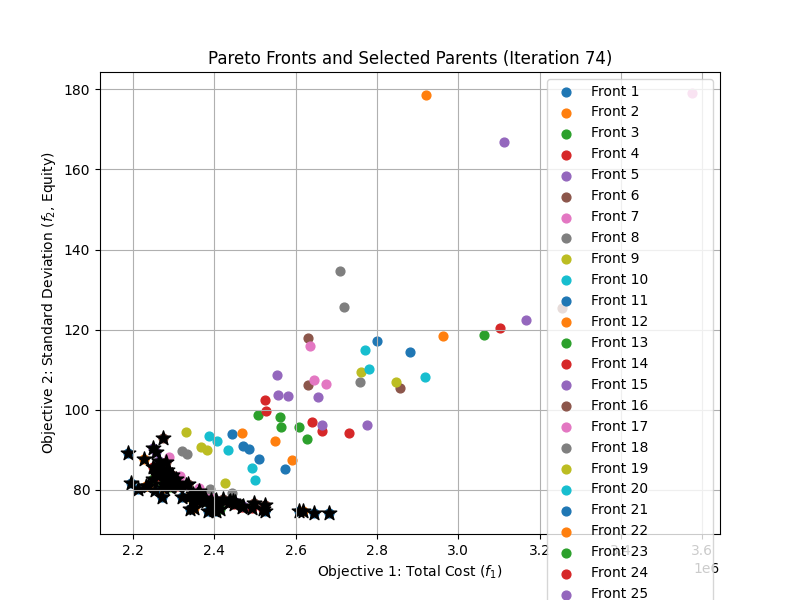 Pareto Fronts and Selected Parents (Iteration 74)
Objective 2: Standard Deviation (f₂, Equity)
180
160
140
120
100
80
2.2
2.4
2.6
2.8
3.0
3.2
3.4
3.6
1e6
Objective 1: Total Cost (f₁)
Front 1
Front 2
Front 3
Front 4
Front 5
Front 6
Front 7
Front 8
Front 9
Front 10
Front 11
Front 12
Front 13
Front 14
Front 15
Front 16
Front 17
Front 18
Front 19
Front 20
Front 21
Front 22
Front 23
Front 24
Front 25